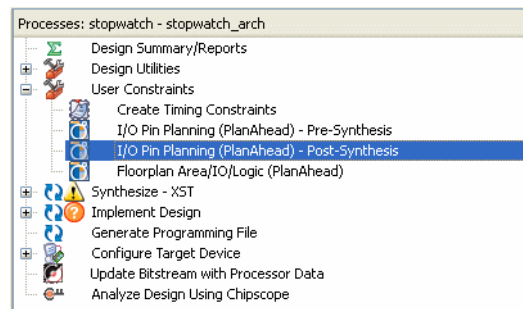 Processes: stopwatch - stopwatch_arch
Design Summary/Reports
Design Utilities
User Constraints
Create Timing Constraints
I/O Pin Planning (PlanAhead) - Pre-Synthesis
I/O Pin Planning (PlanAhead) - Post-Synthesis
Floorplan Area/IO/Logic (PlanAhead)
Synthesize - XST
Implement Design
Generate Programming File
Configure Target Device
Update Bitstream with Processor Data
Analyze Design Using Chipscope